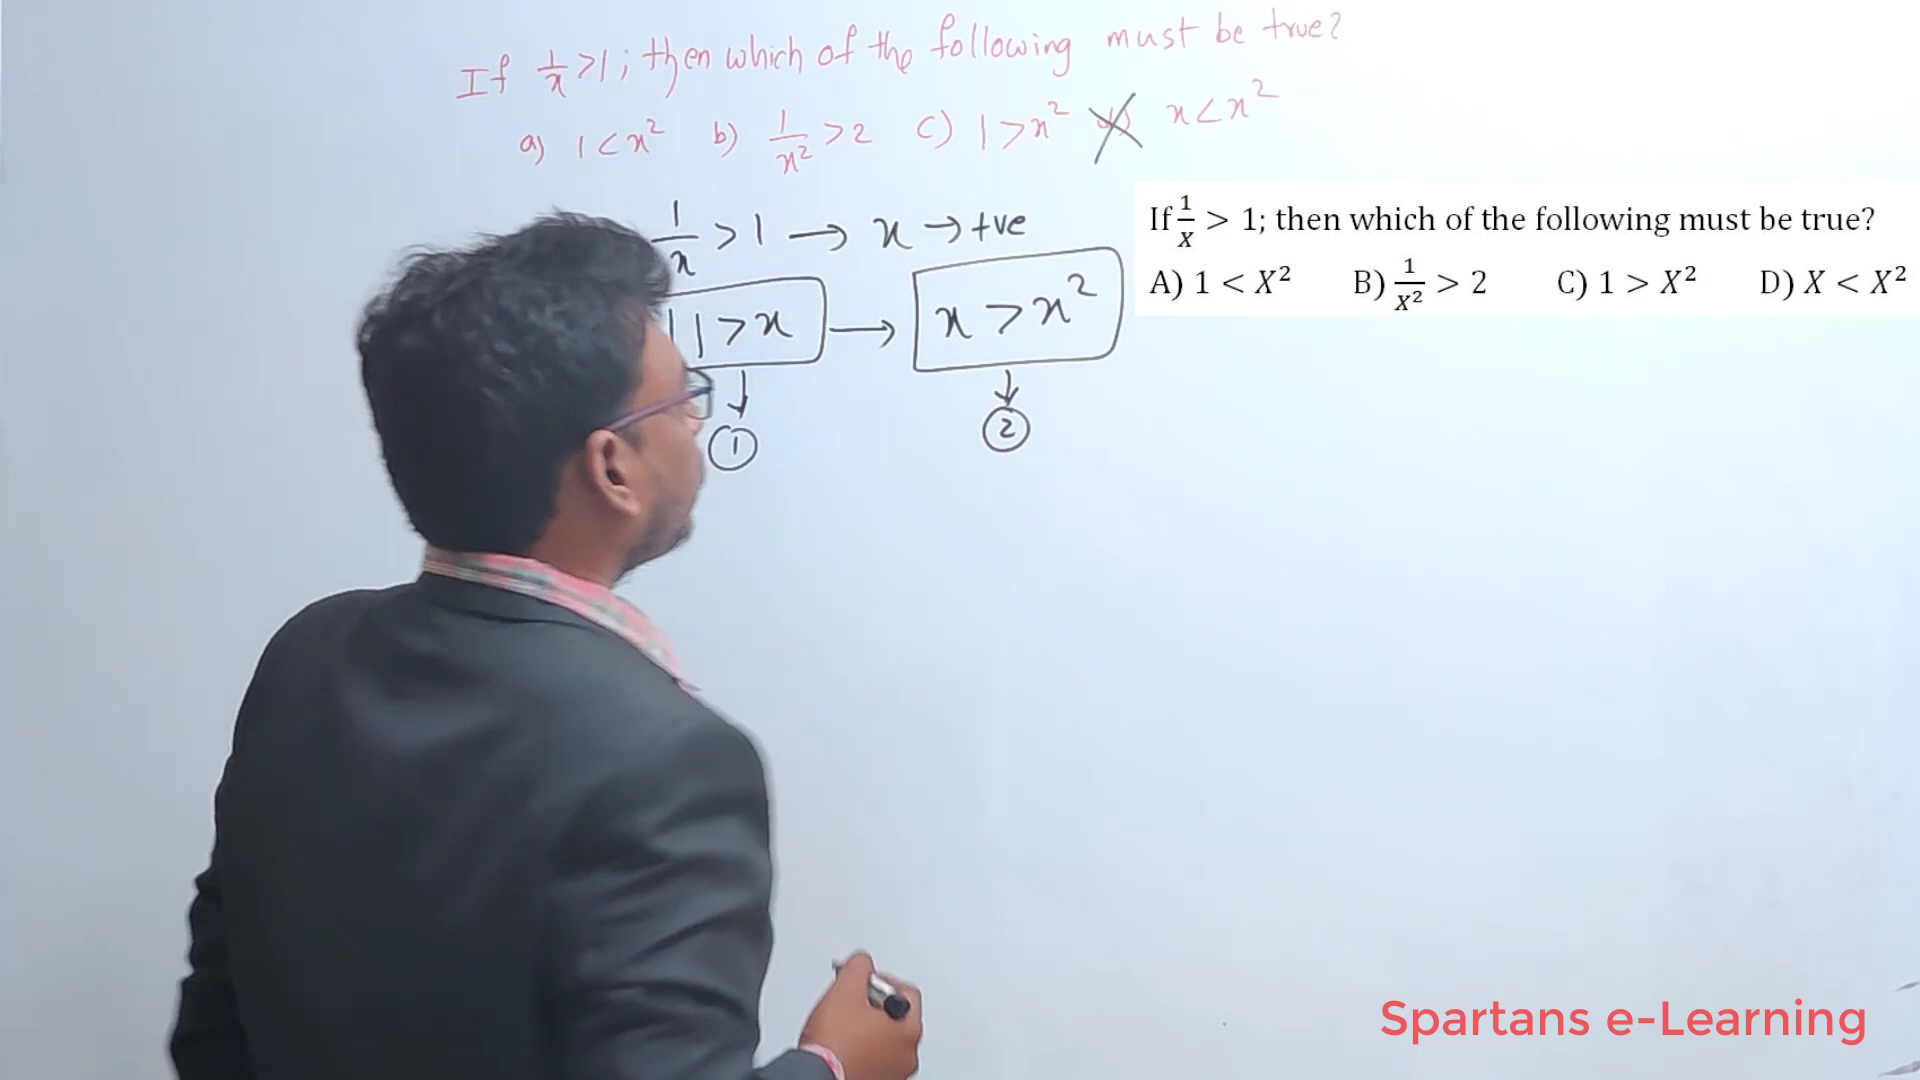 If 1/x > 1 ; then which of the following must be true?
a) 1 < x² b) 1/x² > 2 c) 1 > x² d) x < x²
1/x > 1 → x → +ve
1 > x → x > x²
1 2
If 1/X > 1; then which of the following must be true?
A) 1 < X² B) 1/X² > 2 C) 1 > X² D) X < X²
Spartans e-Learning